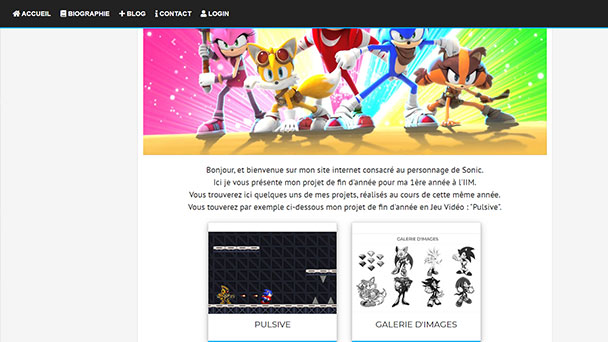 ACCUEIL BIOGRAPHIE BLOG CONTACT LOGIN
Bonjour, et bienvenue sur mon site internet consacré au personnage de Sonic.
Ici je vous présente mon projet de fin d'année pour ma 1ère année à l'IIM.
Vous trouverez ici quelques uns de mes projets, réalisés au cours de cette même année.
Vous touverez par exemple ci-dessous mon projet de fin d'année en Jeu Vidéo : "Pulsive".
GALERIE D'IMAGES
PULSIVE
GALERIE D'IMAGES